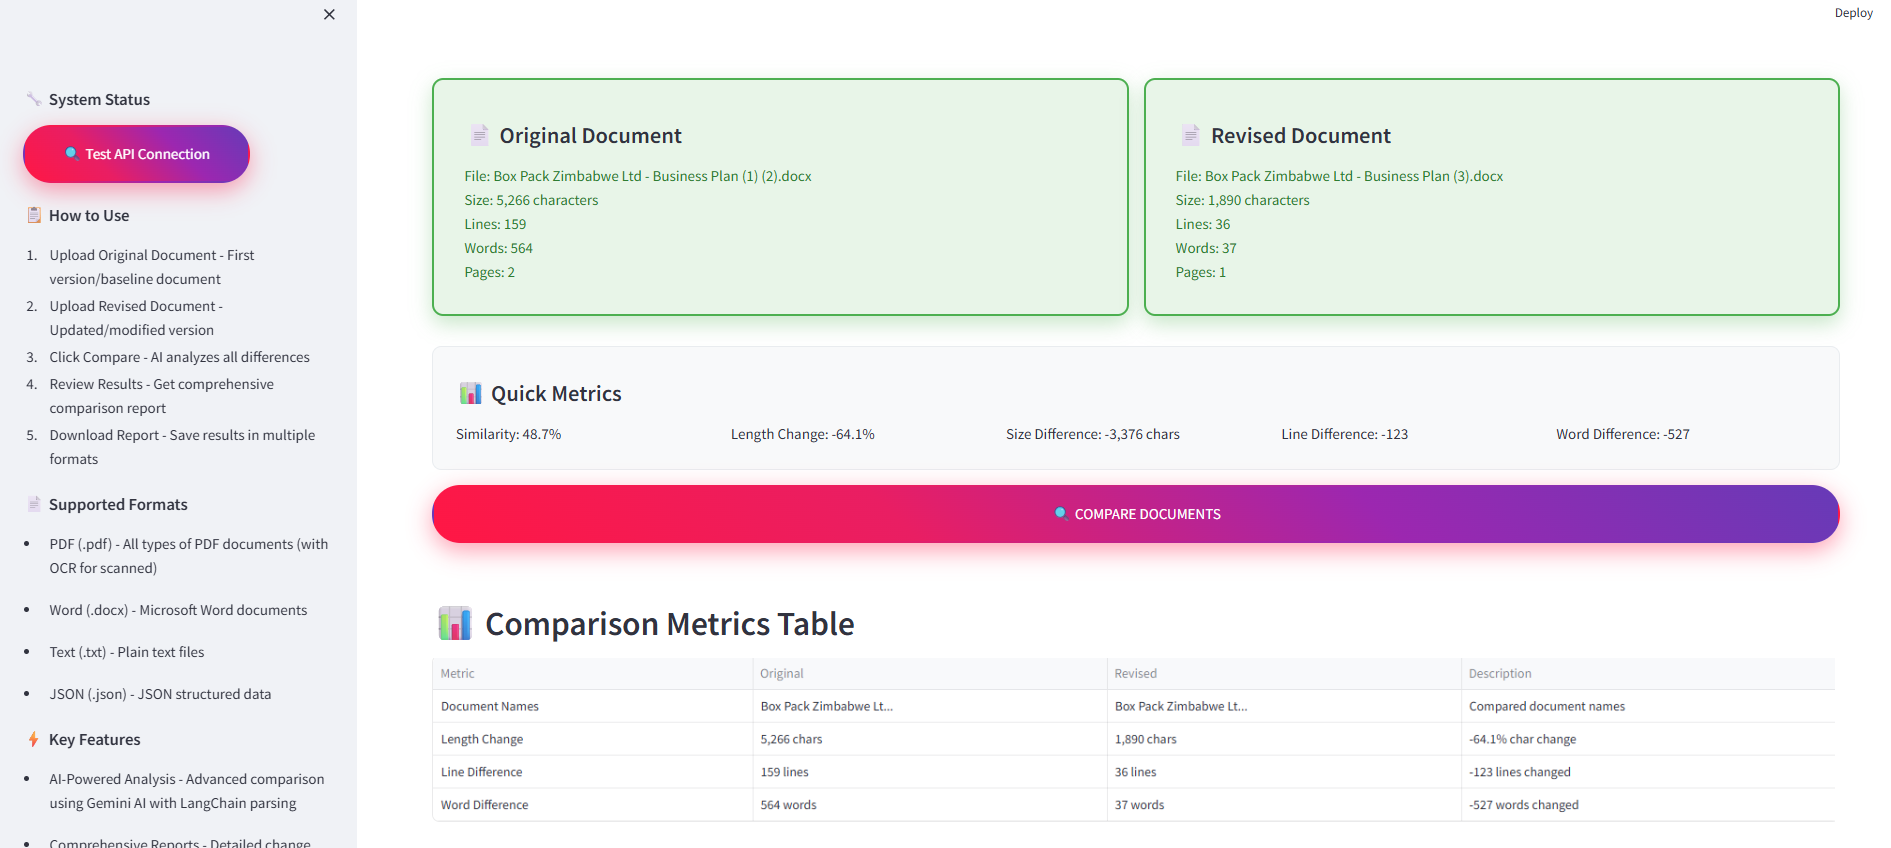 Deploy
System Status
Test API Connection
How to Use
1. Upload Original Document - First
version/baseline document
2. Upload Revised Document -
Updated/modified version
3. Click Compare - AI analyzes all differences
4. Review Results - Get comprehensive
comparison report
5. Download Report - Save results in multiple
formats
Supported Formats
• PDF (.pdf) - All types of PDF documents (with
OCR for scanned)
• Word (.docx) - Microsoft Word documents
• Text (.txt) - Plain text files
• JSON (.json) - JSON structured data
Key Features
• AI-Powered Analysis - Advanced comparison
using Gemini AI with LangChain parsing
• Comprehensive Reports - Detailed change
Original Document
File: Box Pack Zimbabwe Ltd - Business Plan (1) (2).docx
Size: 5,266 characters
Lines: 159
Words: 564
Pages: 2
Revised Document
File: Box Pack Zimbabwe Ltd - Business Plan (3).docx
Size: 1,890 characters
Lines: 36
Words: 37
Pages: 1
Quick Metrics
Similarity: 48.7% Length Change: -64.1% Size Difference: -3,376 chars Line Difference: -123 Word Difference: -527
COMPARE DOCUMENTS
Comparison Metrics Table
Metric Original Revised Description
Document Names Box Pack Zimbabwe Lt... Box Pack Zimbabwe Lt... Compared document names
Length Change 5,266 chars 1,890 chars -64.1% char change
Line Difference 159 lines 36 lines -123 lines changed
Word Difference 564 words 37 words -527 words changed